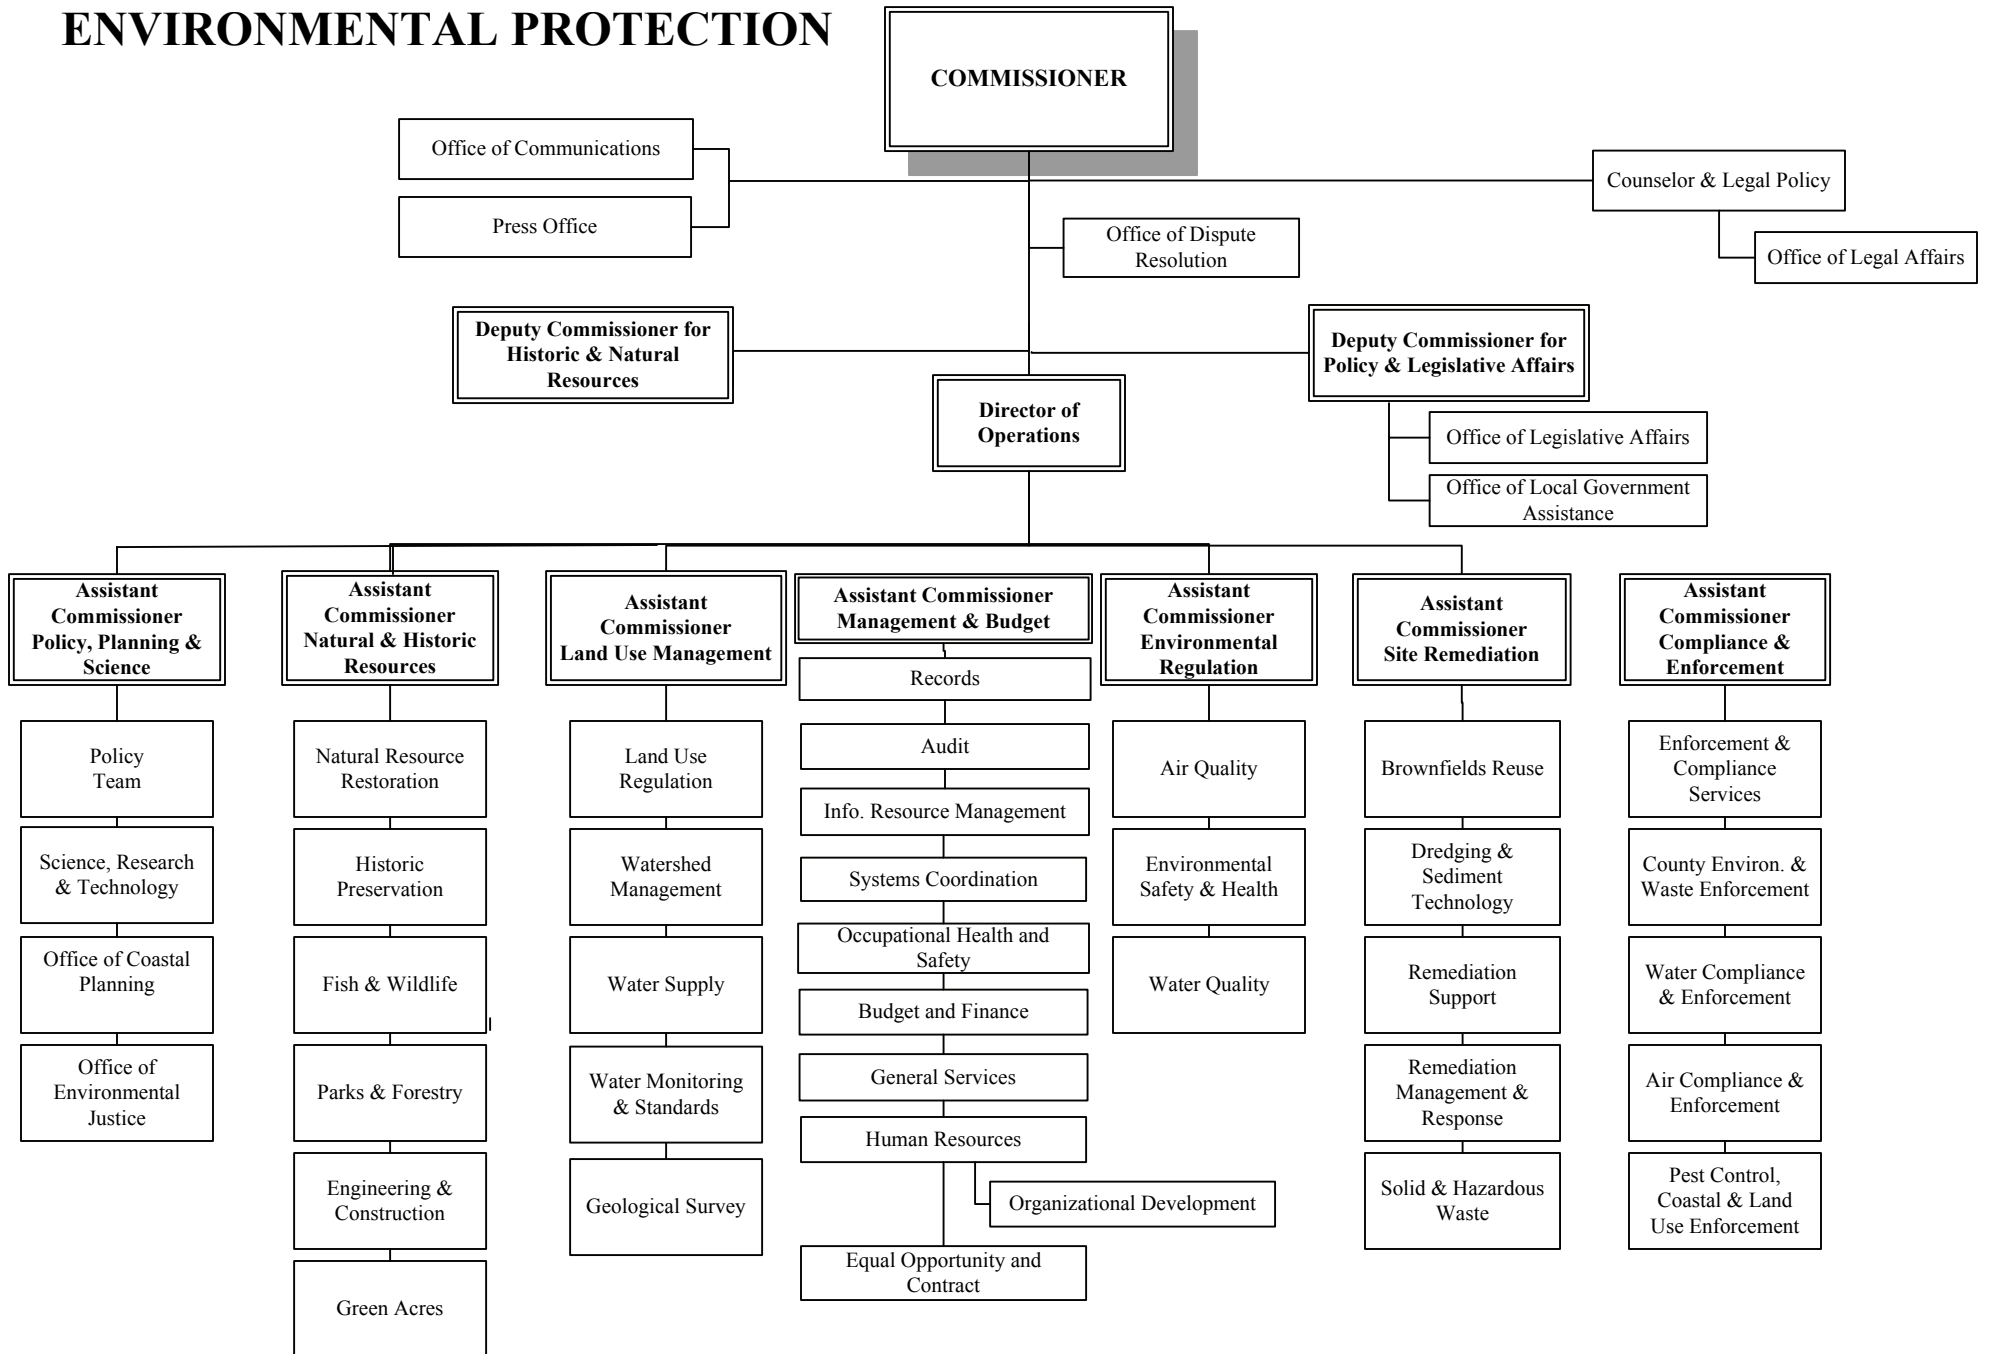 ENVIRONMENTAL PROTECTION
COMMISSIONER
Office of Communications
Press Office
Counselor & Legal Policy
Office of Legal Affairs
Office of Dispute
Resolution
Deputy Commissioner for
Historic & Natural
Resources
Deputy Commissioner for
Policy & Legislative Affairs
Director of
Operations
Office of Legislative Affairs
Office of Local Government
Assistance
Assistant
Commissioner
Policy, Planning &
Science
Policy
Team
Science, Research
& Technology
Office of Coastal
Planning
Office of
Environmental
Justice
Assistant
Commissioner
Natural & Historic
Resources
Natural Resource
Restoration
Historic
Preservation
Fish & Wildlife
Parks & Forestry
Engineering &
Construction
Green Acres
Assistant
Commissioner
Land Use Management
Land Use
Regulation
Watershed
Management
Water Supply
Water Monitoring
& Standards
Geological Survey
Assistant Commissioner
Management & Budget
Records
Audit
Info. Resource Management
Systems Coordination
Occupational Health and
Safety
Budget and Finance
General Services
Human Resources
Organizational Development
Equal Opportunity and
Contract
Assistant
Commissioner
Environmental
Regulation
Air Quality
Environmental
Safety & Health
Water Quality
Assistant
Commissioner
Site Remediation
Brownfields Reuse
Dredging &
Sediment
Technology
Remediation
Support
Remediation
Management &
Response
Solid & Hazardous
Waste
Assistant
Commissioner
Compliance &
Enforcement
Enforcement &
Compliance
Services
County Environ. &
Waste Enforcement
Water Compliance
& Enforcement
Air Compliance &
Enforcement
Pest Control,
Coastal & Land
Use Enforcement